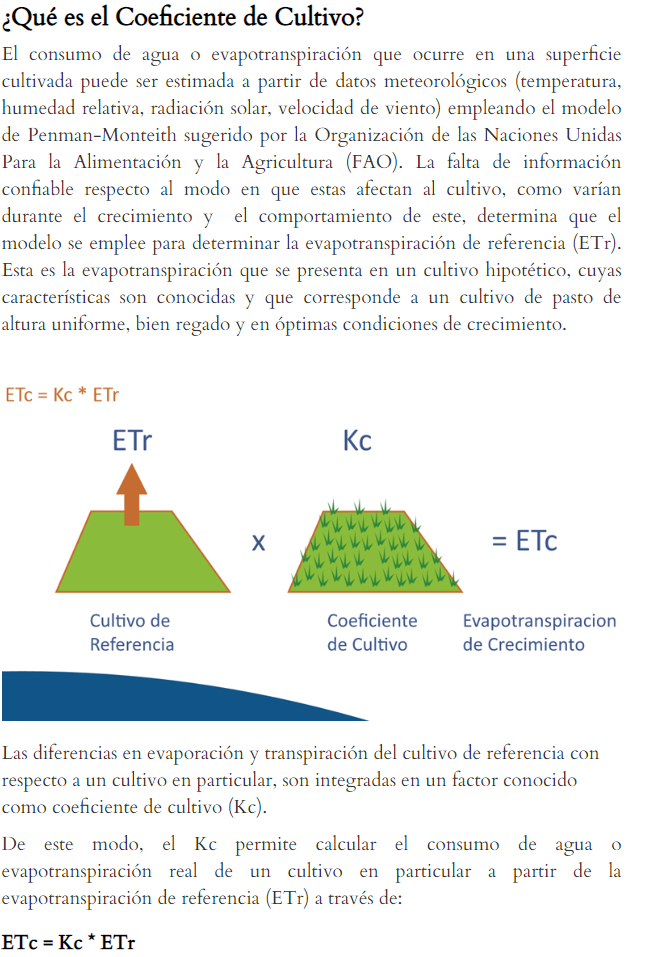 ¿Qué es el Coeficiente de Cultivo?
El consumo de agua o evapotranspiración que ocurre en una superficie
cultivada puede ser estimada a partir de datos meteorológicos (temperatura,
humedad relativa, radiación solar, velocidad de viento) empleando el modelo
de Penman-Monteith sugerido por la Organización de las Naciones Unidas
Para la Alimentación y la Agricultura (FAO). La falta de información
confiable respecto al modo en que estas afectan al cultivo, como varían
durante el crecimiento y el comportamiento de este, determina que el
modelo se emplee para determinar la evapotranspiración de referencia (ETr).
Esta es la evapotranspiración que se presenta en un cultivo hipotético, cuyas
características son conocidas y que corresponde a un cultivo de pasto de
altura uniforme, bien regado y en óptimas condiciones de crecimiento.
ETc = Kc * ETr
ETr
Kc
x
= ETc
Cultivo de
Referencia
Coeficiente
de Cultivo
Evapotranspiracion
de Crecimiento
Las diferencias en evaporación y transpiración del cultivo de referencia con
respecto a un cultivo en particular, son integradas en un factor conocido
como coeficiente de cultivo (Kc).
De este modo, el Kc permite calcular el consumo de agua o
evapotranspiración real de un cultivo en particular a partir de la
evapotranspiración de referencia (ETr) a través de:
ETc = Kc * ETr